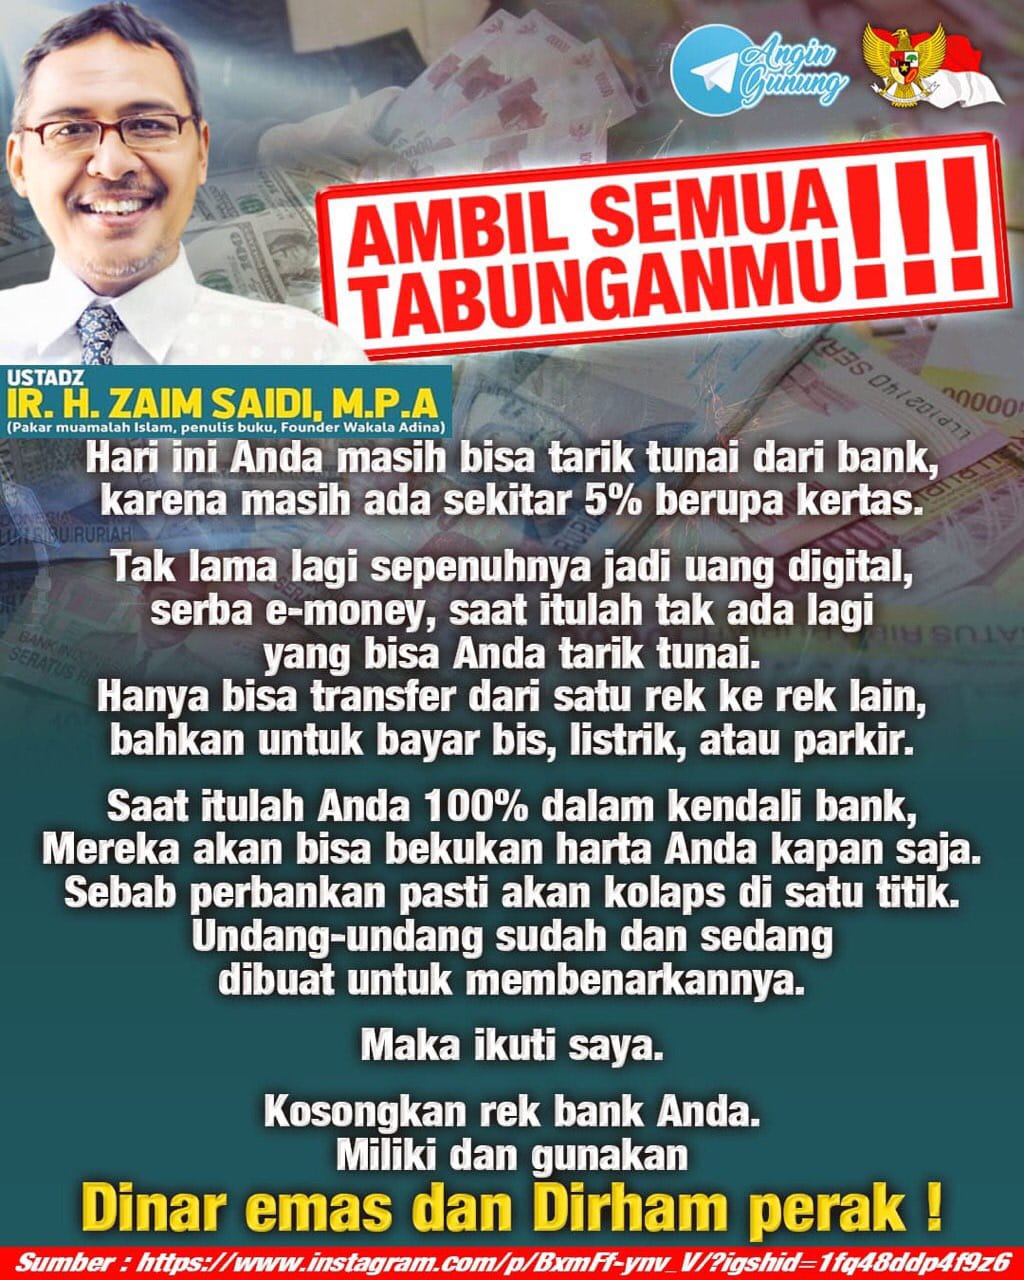 Angin
Gunung
AMBIL SEMUA
TABUNGANMU!!!
USTADZ
IR. H. ZAIM SAIDI, M.P.A
(Pakar muamalah Islam, penulis buku, Founder Wakala Adina)
Hari ini Anda masih bisa tarik tunai dari bank,
karena masih ada sekitar 5% berupa kertas.
Tak lama lagi sepenuhnya jadi uang digital,
serba e-money, saat itulah tak ada lagi
yang bisa Anda tarik tunai.
Hanya bisa transfer dari satu rek ke rek lain,
bahkan untuk bayar bis, listrik, atau parkir.
Saat itulah Anda 100% dalam kendali bank,
Mereka akan bisa bekukan harta Anda kapan saja.
Sebab perbankan pasti akan kolaps di satu titik.
Undang-undang sudah dan sedang
dibuat untuk membenarkannya.
Maka ikuti saya.
Kosongkan rek bank Anda.
Miliki dan gunakan
Dinar emas dan Dirham perak !
Sumber : https://www.instagram.com/p/BxmFf-ynv_V/?igshid=1fq48ddp4f9z6